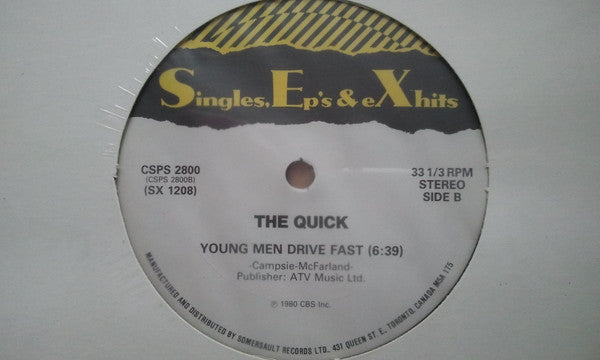 Singles, Ep's & eXhits
CSPS 2800
(CSPS 2800B)
(SX 1208)
33 1/3 RPM
STEREO
SIDE B
THE QUICK
YOUNG MEN DRIVE FAST (6:39)
-Campsie-McFarland-
Publisher: ATV Music Ltd.
℗ 1980 CBS Inc.
MANUFACTURED AND DISTRIBUTED BY SOMERSAULT RECORDS LTD., 431 QUEEN ST E, TORONTO, CANADA M5A 1T5